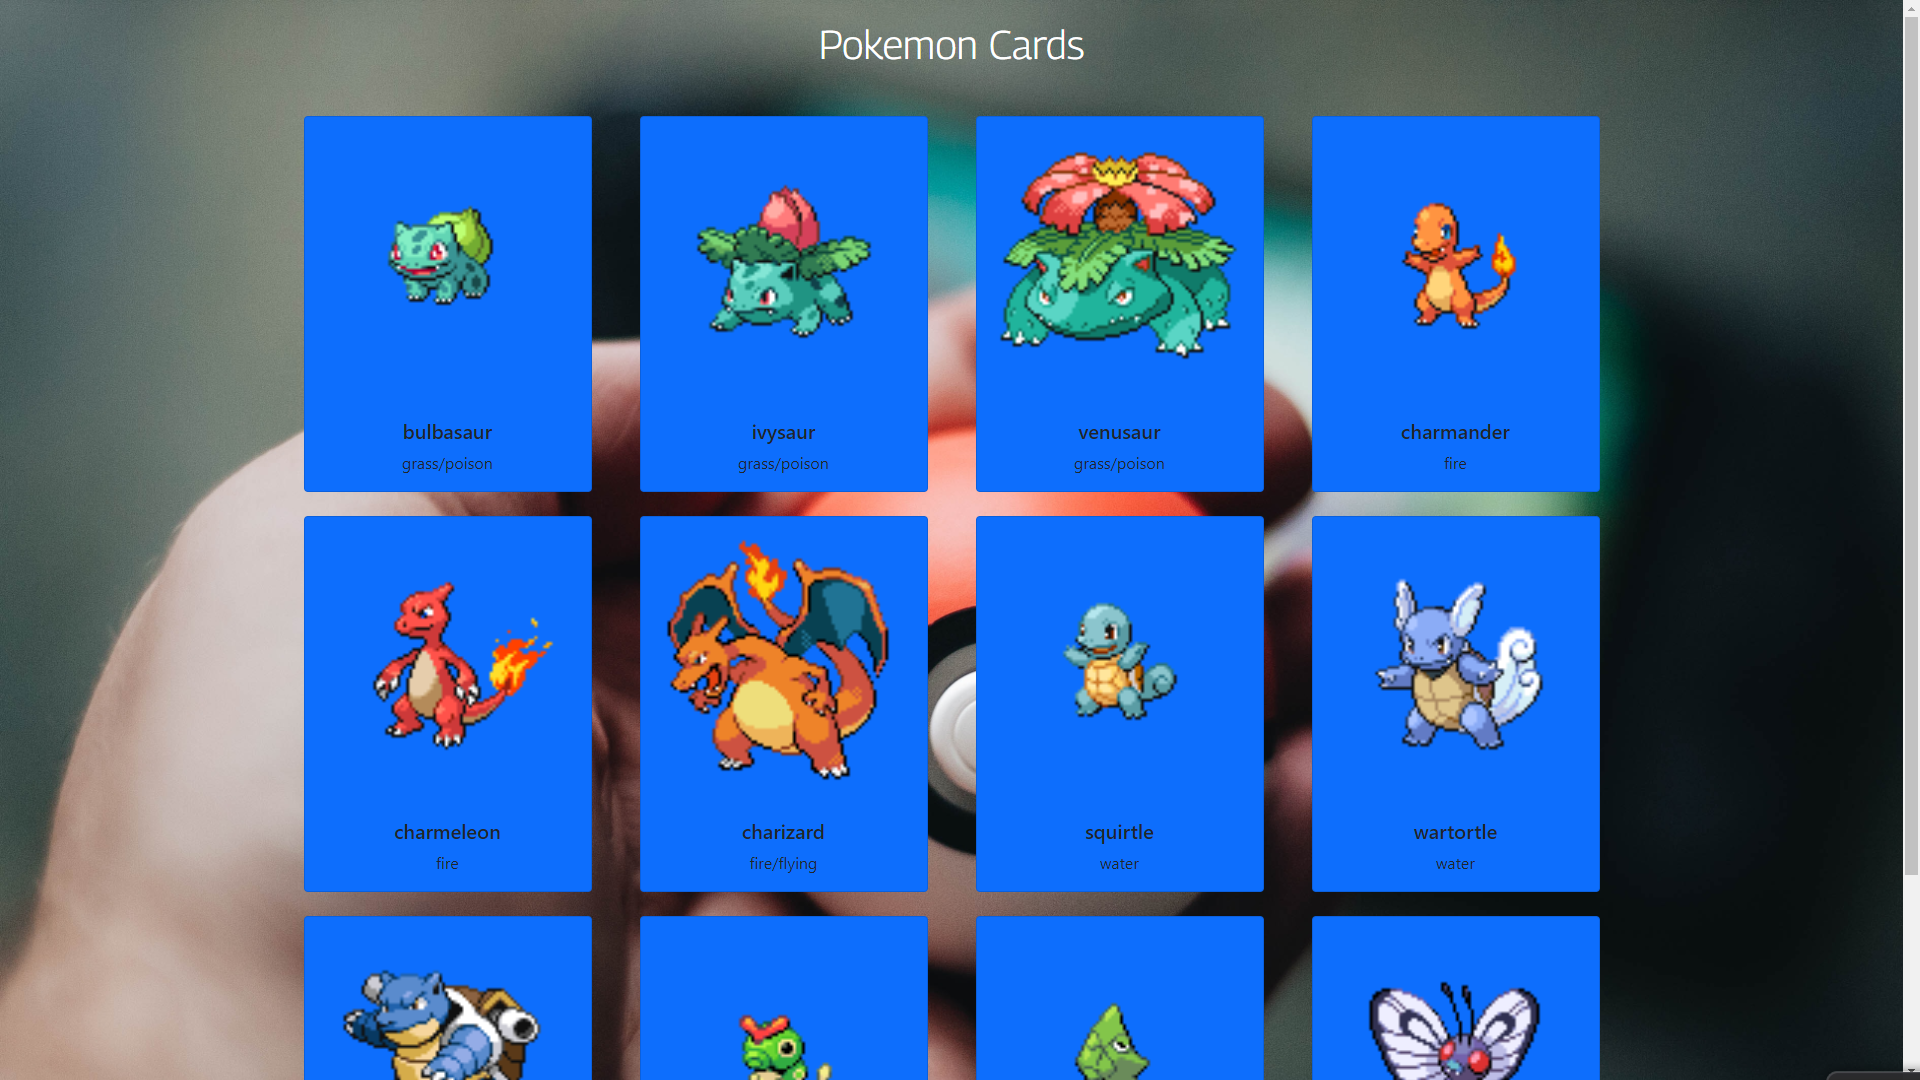 Pokemon Cards
bulbasaur
grass/poison
ivysaur
grass/poison
venusaur
grass/poison
charmander
fire
charmeleon
fire
charizard
fire/flying
squirtle
water
wartortle
water